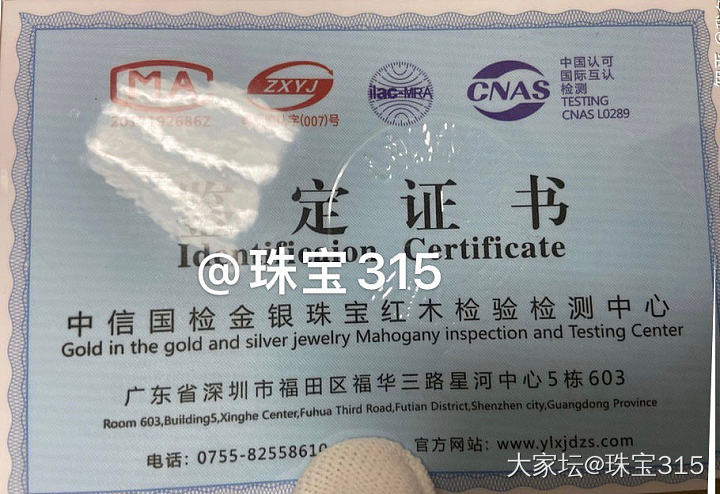 MA
ZXYJ
ilac-MRA
CNAS
中国认可
国际互认
检测
TESTING
CNAS L0289
(007)号
鉴定证书
Identification Certificate
@珠宝315
中信国检金银珠宝红木检验检测中心
Gold in the gold and silver jewelry Mahogany inspection and Testing Center
广东省深圳市福田区福华三路星河中心5栋603
Room 603,Building5,Xinghe Center,Fuhua Third Road,Futian District,Shenzhen city,Guangdong Province
电话: 0755-82558610 官方网站: www.ylxjdzs.com
大家坛@珠宝315